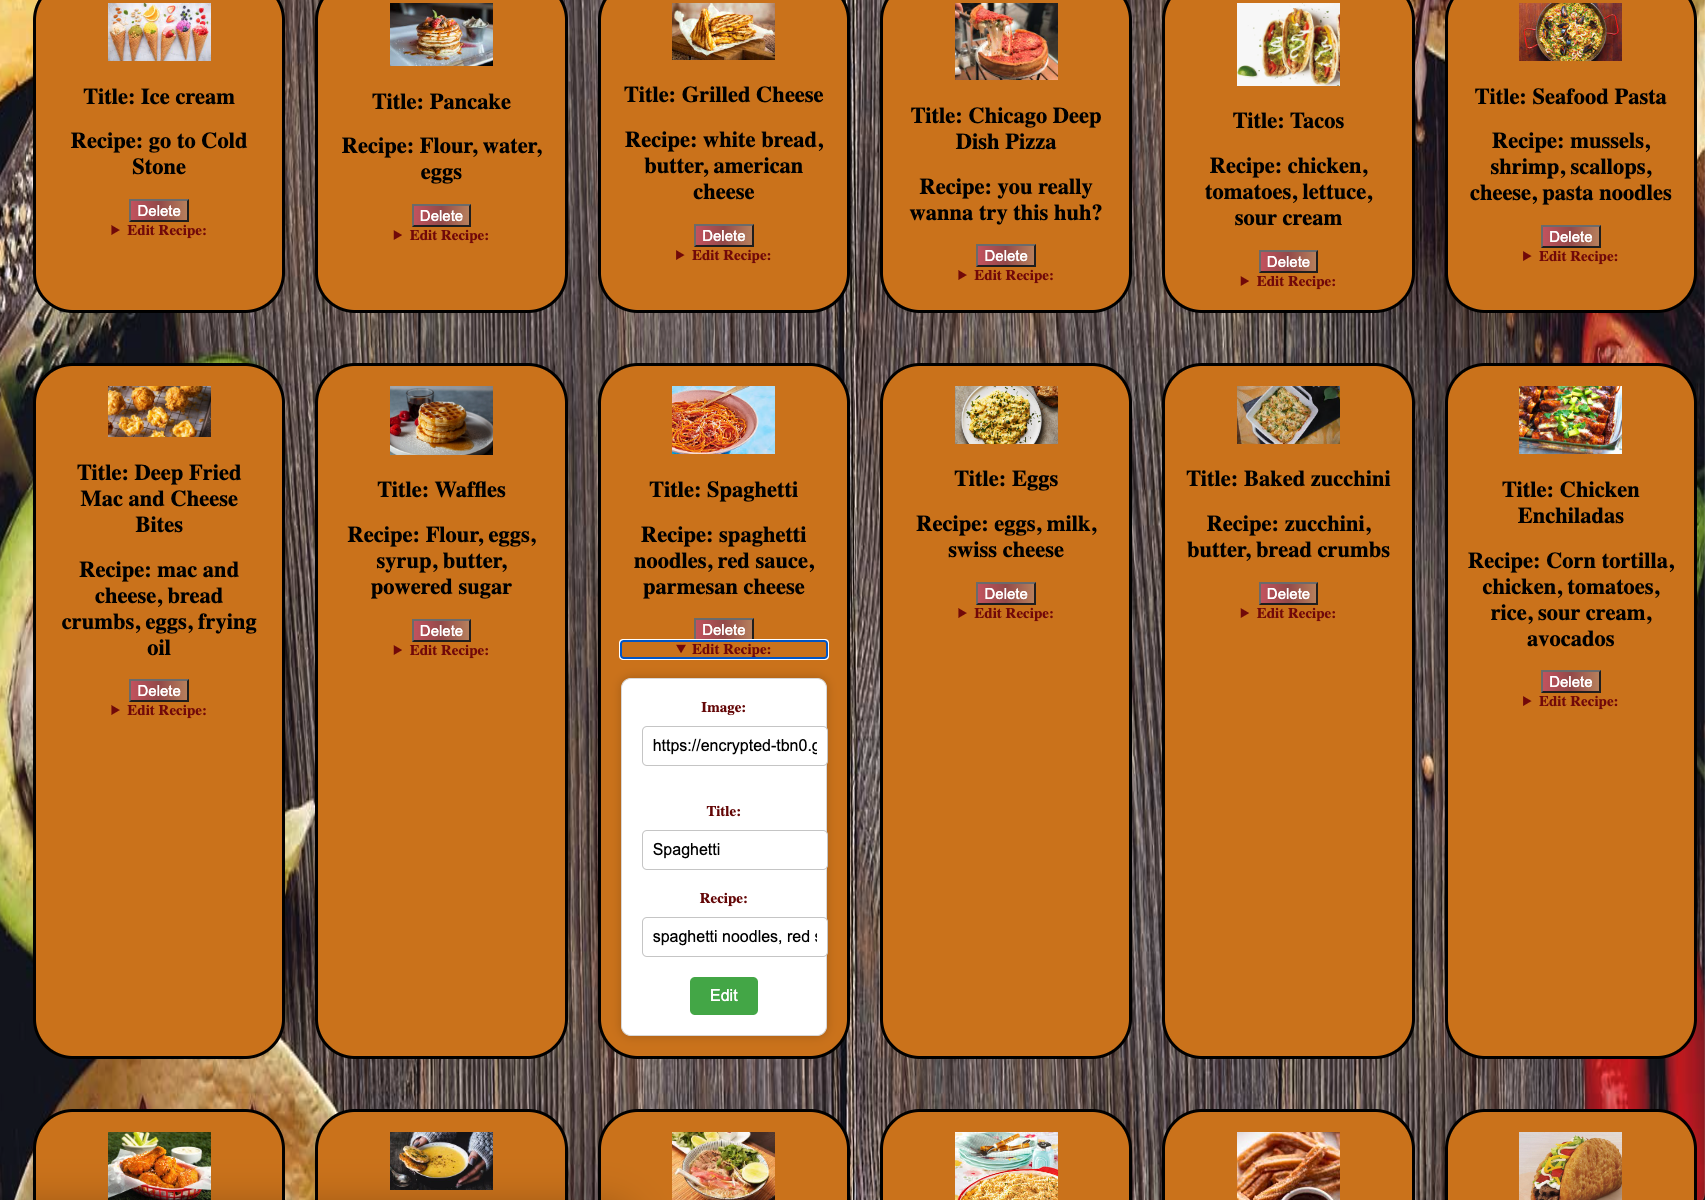 Title: Ice cream
Recipe: go to Cold
Stone
Delete
Edit Recipe:
Title: Pancake
Recipe: Flour, water,
eggs
Delete
Edit Recipe:
Title: Grilled Cheese
Recipe: white bread,
butter, american
cheese
Delete
Edit Recipe:
Title: Chicago Deep
Dish Pizza
Recipe: you really
wanna try this huh?
Delete
Edit Recipe:
Title: Tacos
Recipe: chicken,
tomatoes, lettuce,
sour cream
Delete
Edit Recipe:
Title: Seafood Pasta
Recipe: mussels,
shrimp, scallops,
cheese, pasta noodles
Delete
Edit Recipe:
Title: Deep Fried
Mac and Cheese
Bites
Recipe: mac and
cheese, bread
crumbs, eggs, frying
oil
Delete
Edit Recipe:
Title: Waffles
Recipe: Flour, eggs,
syrup, butter,
powered sugar
Delete
Edit Recipe:
Title: Spaghetti
Recipe: spaghetti
noodles, red sauce,
parmesan cheese
Delete
Edit Recipe:
Image:
https://encrypted-tbn0.g
Title:
Spaghetti
Recipe:
spaghetti noodles, red s
Edit
Title: Eggs
Recipe: eggs, milk,
swiss cheese
Delete
Edit Recipe:
Title: Baked zucchini
Recipe: zucchini,
butter, bread crumbs
Delete
Edit Recipe:
Title: Chicken
Enchiladas
Recipe: Corn tortilla,
chicken, tomatoes,
rice, sour cream,
avocados
Delete
Edit Recipe: